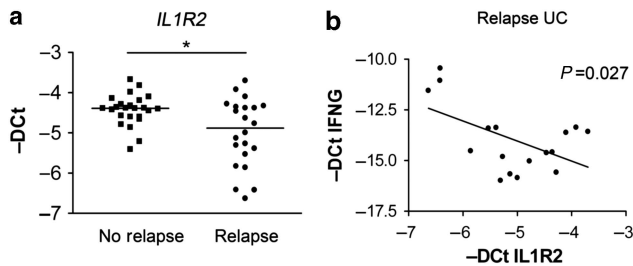 a
IL1R2
*
–3
–4
–5
–6
–7
–DCt
No relapse
Relapse
b
Relapse UC
P=0.027
–10.0
–12.5
–15.0
–17.5
–DCt IFNG
–7 –6 –5 –4 –3
–DCt IL1R2